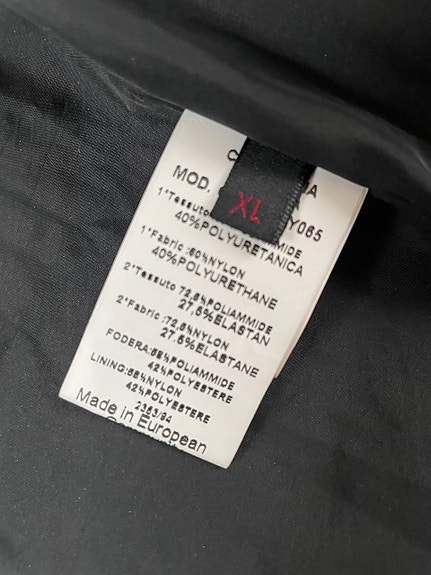 XL
MOD.
Y065
1°Tessuto
40%POLYURETANICA
1°Fabric :60%NYLON
40%POLYURETHANE
2°Tessuto 72,5%POLIAMMIDE
27,5%ELASTAN
2°Fabric :72,5%NYLON
27,5%ELASTANE
FODERA:58%POLIAMMIDE
42%POLYESTERE
LINING:58%NYLON
42%POLYESTERE
2363/94
Made in European